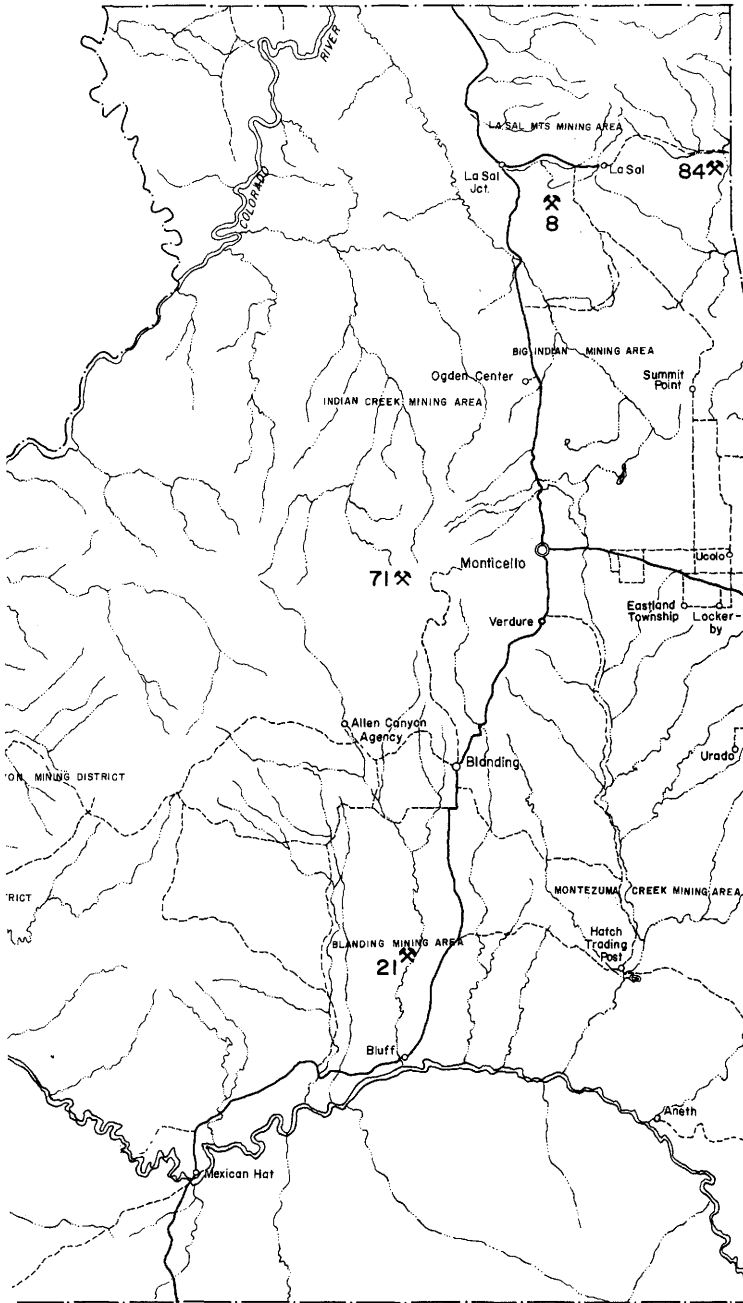 RIVER
COLORADO
LA SAL MTS MINING AREA
La Sal
Jct.
La Sal
84
8
BIG INDIAN MINING AREA
Ogden Center
Summit
Point
INDIAN CREEK MINING AREA
Monticello
Ucolo
71
Eastland
Township
Locker-
by
Verdure
Allen Canyon
Agency
Urado
Blanding
YON MINING DISTRICT
MONTEZUMA CREEK MINING AREA
TRICT
Hatch
Trading
Post
BLANDING MINING AREA
21
Bluff
Aneth
Mexican Hat